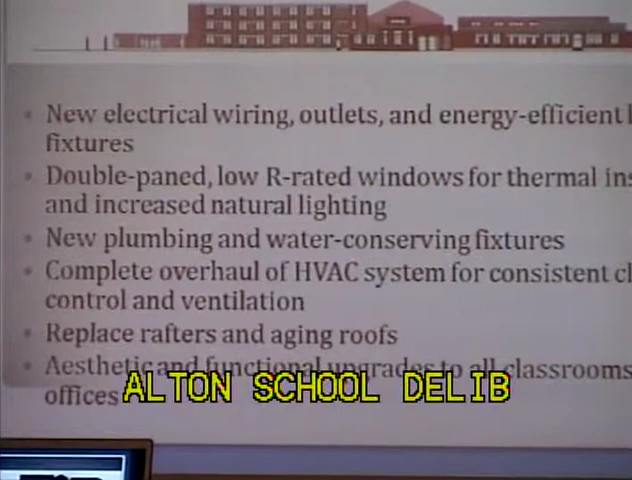 New electrical wiring, outlets, and energy-efficient
fixtures
Double-paned, low R-rated windows for thermal
and increased natural lighting
New plumbing and water-conserving fixtures
Complete overhaul of HVAC system for consistent
control and ventilation
Replace rafters and aging roofs
Aesthetic and functional upgrades to all classrooms
offices
ALTON SCHOOL DELIB